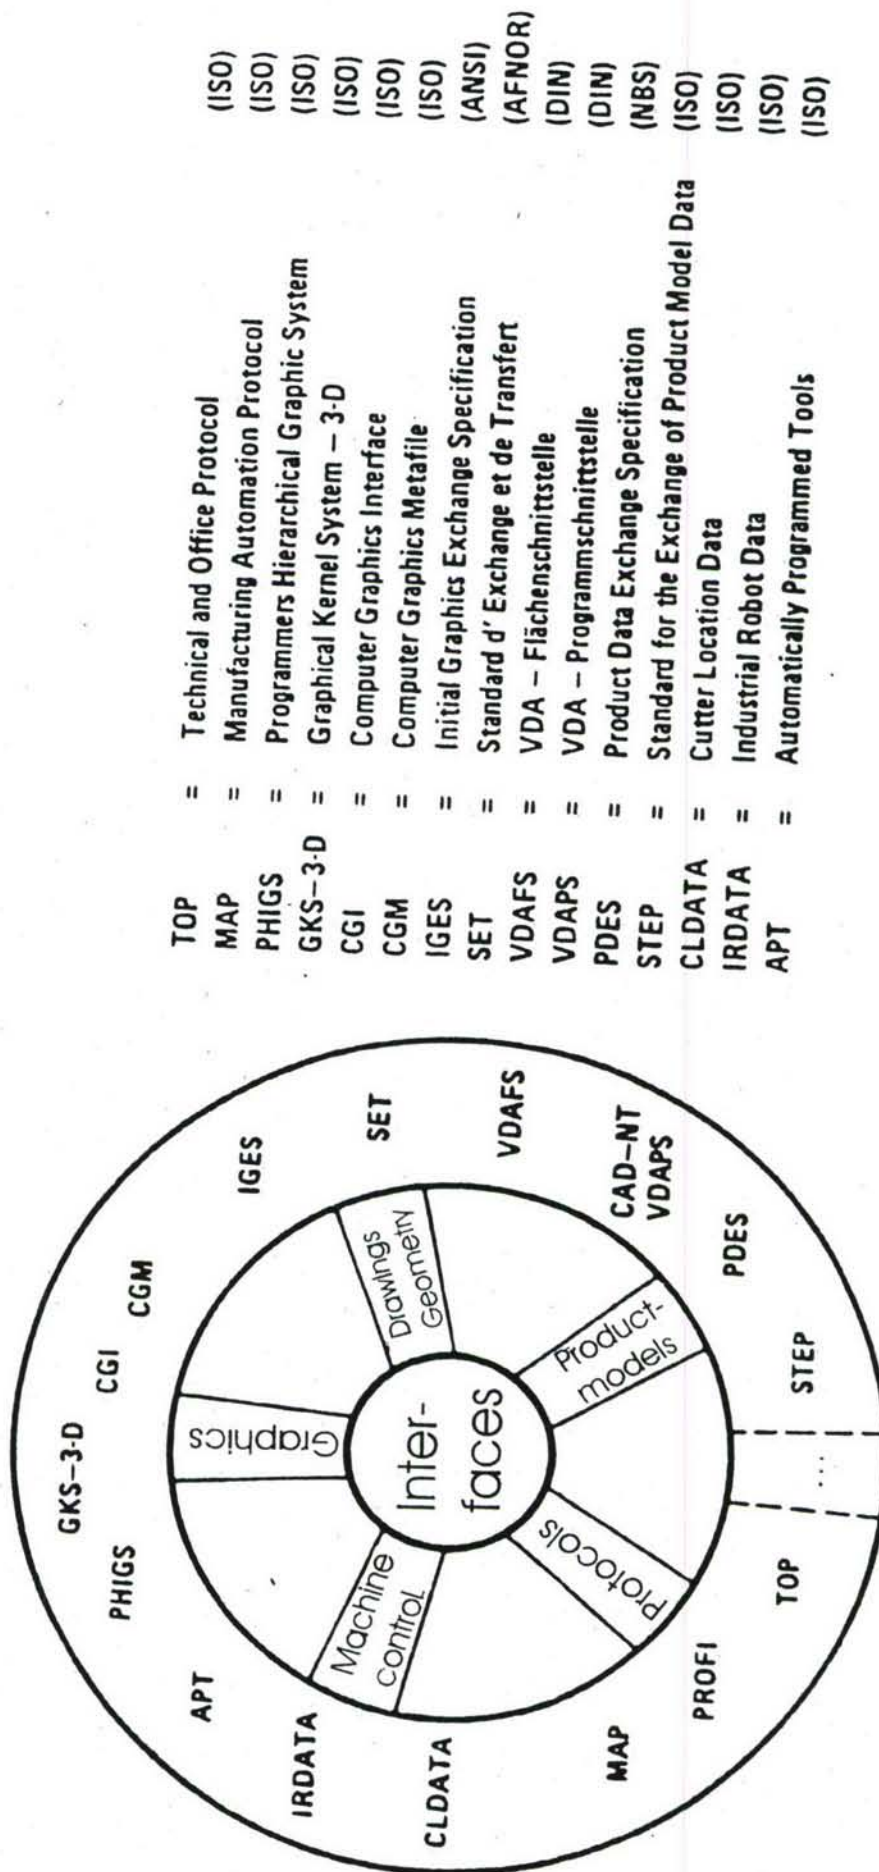 GKS-3-D
PHIGS
CGI
CGM
APT
IGES
IRDATA
SET
CLDATA
VDAFS
MAP
CAD-NT
VDAPS
PROFI
PDES
TOP
....
STEP
Graphics
Drawings
Geometry
Machine
control
Inter-
faces
Protocols
Product-
models
TOP = Technical and Office Protocol (ISO)
MAP = Manufacturing Automation Protocol (ISO)
PHIGS = Programmers Hierarchical Graphic System (ISO)
GKS-3-D = Graphical Kernel System – 3-D (ISO)
CGI = Computer Graphics Interface (ISO)
CGM = Computer Graphics Metafile (ISO)
IGES = Initial Graphics Exchange Specification (ANSI)
SET = Standard d' Exchange et de Transfert (AFNOR)
VDAFS = VDA – Flächenschnittstelle (DIN)
VDAPS = VDA – Programmschnittstelle (DIN)
PDES = Product Data Exchange Specification (NBS)
STEP = Standard for the Exchange of Product Model Data (ISO)
CLDATA = Cutter Location Data (ISO)
IRDATA = Industrial Robot Data (ISO)
APT = Automatically Programmed Tools (ISO)